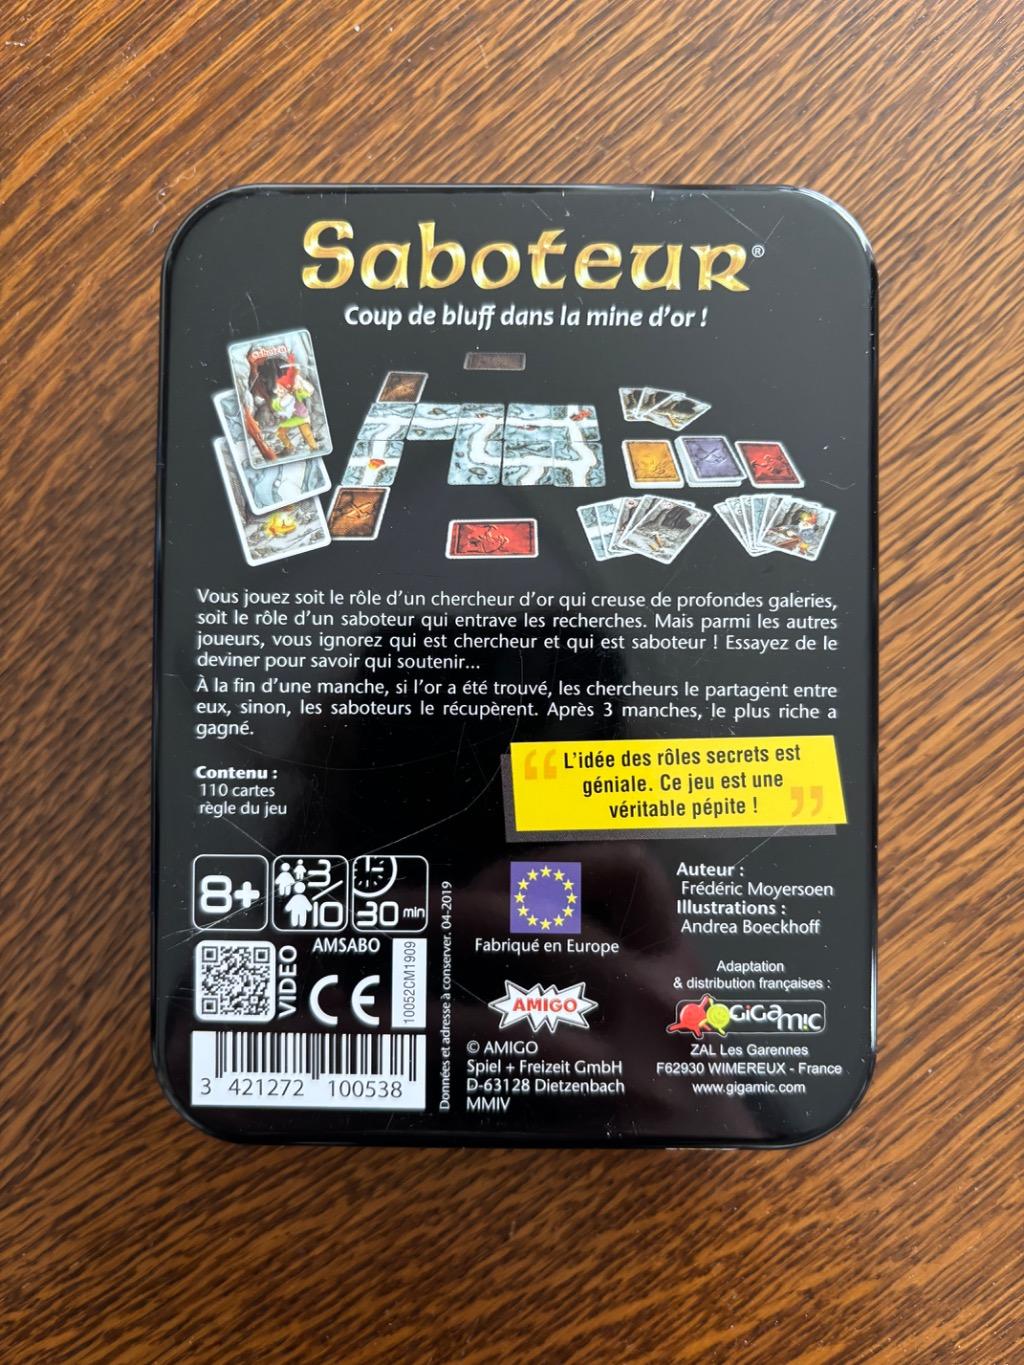 Saboteur®
Coup de bluff dans la mine d'or !
Vous jouez soit le rôle d'un chercheur d'or qui creuse de profondes galeries,
soit le rôle d'un saboteur qui entrave les recherches. Mais parmi les autres
joueurs, vous ignorez qui est chercheur et qui est saboteur ! Essayez de le
deviner pour savoir qui soutenir...
À la fin d'une manche, si l'or a été trouvé, les chercheurs le partagent entre
eux, sinon, les saboteurs le récupèrent. Après 3 manches, le plus riche a
gagné.
Contenu :
110 cartes
règle du jeu
“ L'idée des rôles secrets est
géniale. Ce jeu est une
véritable pépite ! ”
8+
3/10
30 min
AMSABO
VIDEO
CE
10052CM1909
3 421272 100538
Données et adresse à conserver. 04-2019
Fabriqué en Europe
AMIGO
© AMIGO
Spiel + Freizeit GmbH
D-63128 Dietzenbach
MMIV
Auteur :
Frédéric Moyersoen
Illustrations :
Andrea Boeckhoff
Adaptation
& distribution françaises :
GiGamic
ZAL Les Garennes
F62930 WIMEREUX - France
www.gigamic.com